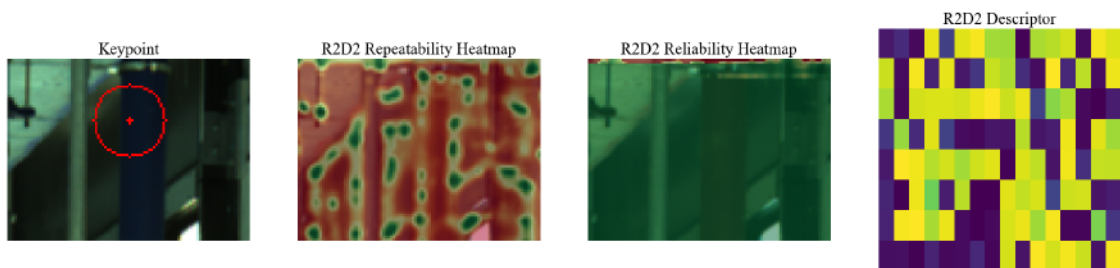 Keypoint
R2D2 Repeatability Heatmap
R2D2 Reliability Heatmap
R2D2 Descriptor